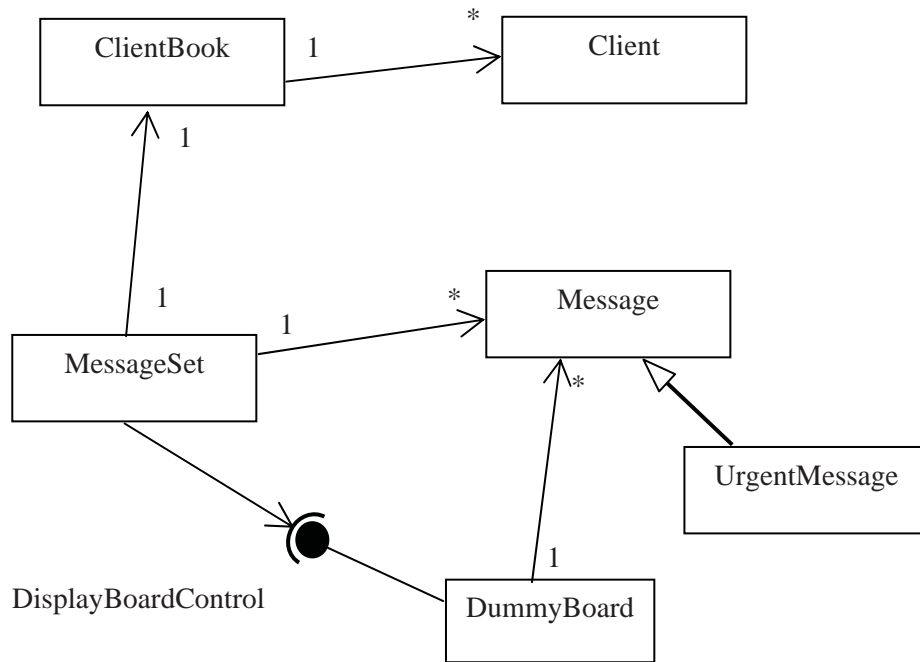 ClientBook
1
*
Client
1
1
MessageSet
1
*
Message
*
UrgentMessage
DisplayBoardControl
1
DummyBoard